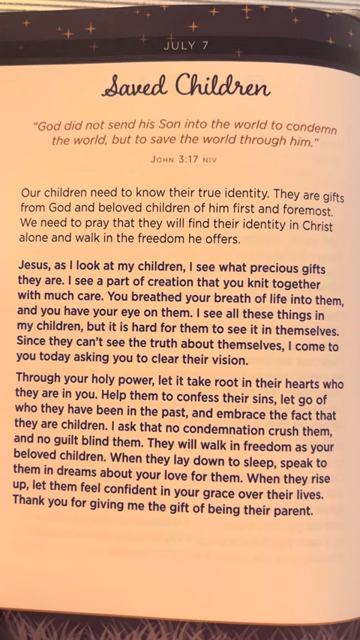 JULY 7
Saved Children
"God did not send his Son into the world to condemn
the world, but to save the world through him."
JOHN 3:17 NIV
Our children need to know their true identity. They are gifts
from God and beloved children of him first and foremost.
We need to pray that they will find their identity in Christ
alone and walk in the freedom he offers.
Jesus, as I look at my children, I see what precious gifts
they are. I see a part of creation that you knit together
with much care. You breathed your breath of life into them,
and you have your eye on them. I see all these things in
my children, but it is hard for them to see it in themselves.
Since they can't see the truth about themselves, I come to
you today asking you to clear their vision.
Through your holy power, let it take root in their hearts who
they are in you. Help them to confess their sins, let go of
who they have been in the past, and embrace the fact that
they are children. I ask that no condemnation crush them,
and no guilt blind them. They will walk in freedom as your
beloved children. When they lay down to sleep, speak to
them in dreams about your love for them. When they rise
up, let them feel confident in your grace over their lives.
Thank you for giving me the gift of being their parent.